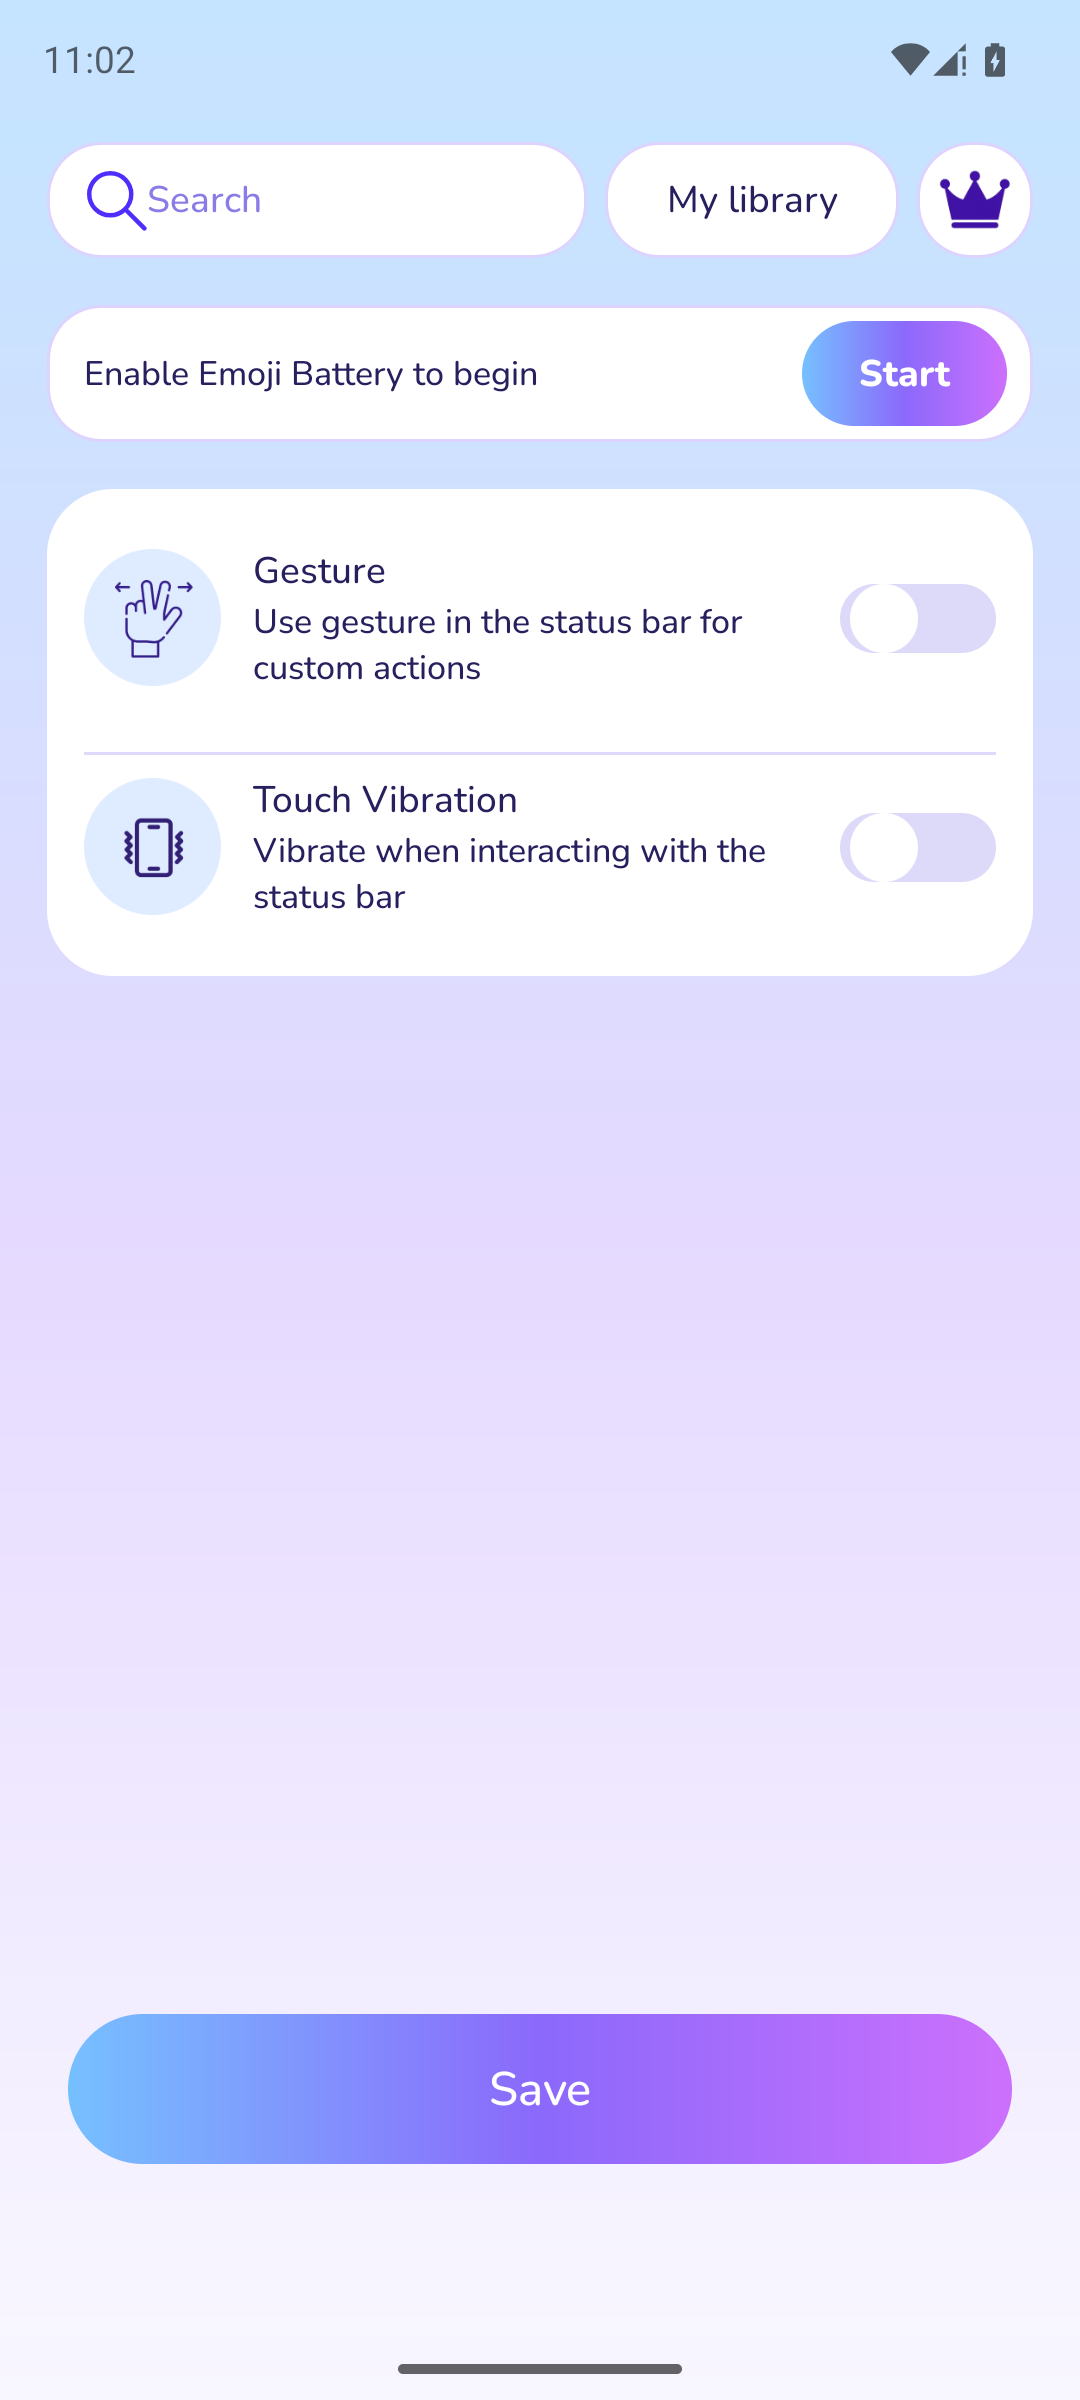 11:02
Search
My library
Enable Emoji Battery to begin
Start
Gesture
Use gesture in the status bar for
custom actions
Touch Vibration
Vibrate when interacting with the
status bar
Save